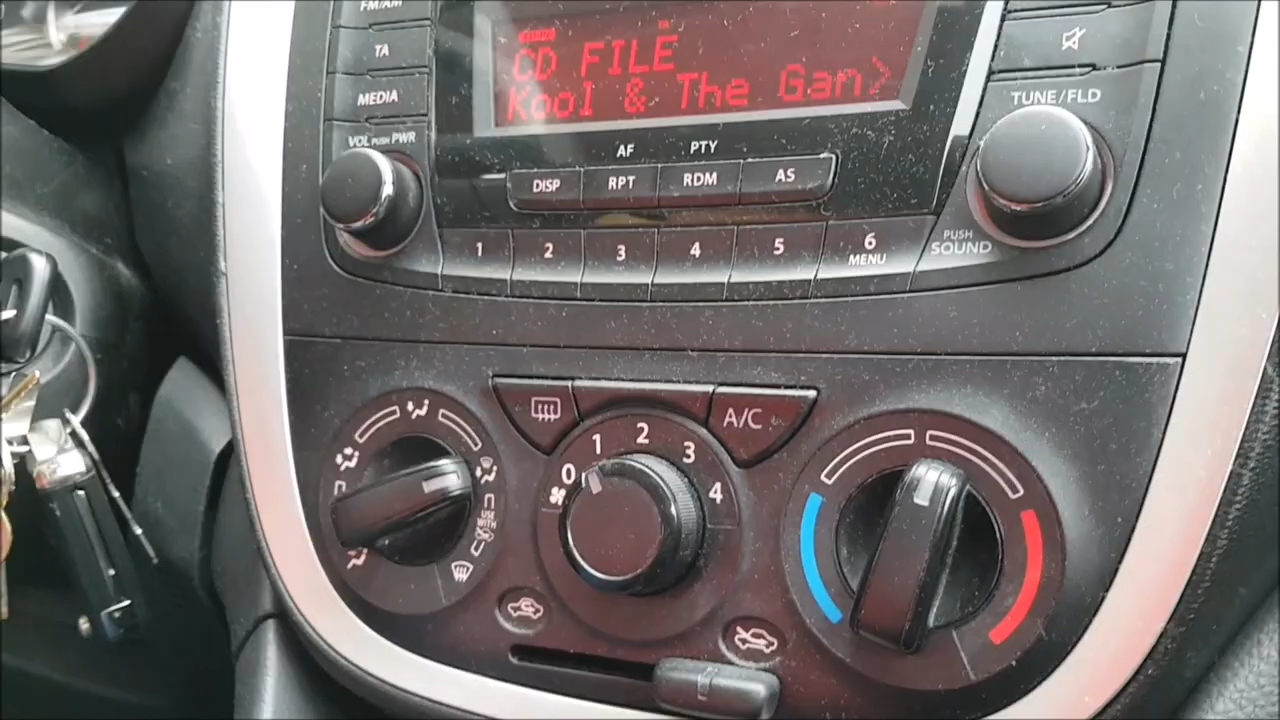 FM/AM
TA
MEDIA
VOL PUSH PWR
CD FILE
Kool & The Gan>
TUNE/FLD
AF PTY
DISP RPT RDM AS
1 2 3 4 5 6
MENU
PUSH
SOUND
A/C
0 1 2 3 4
USE
WITH